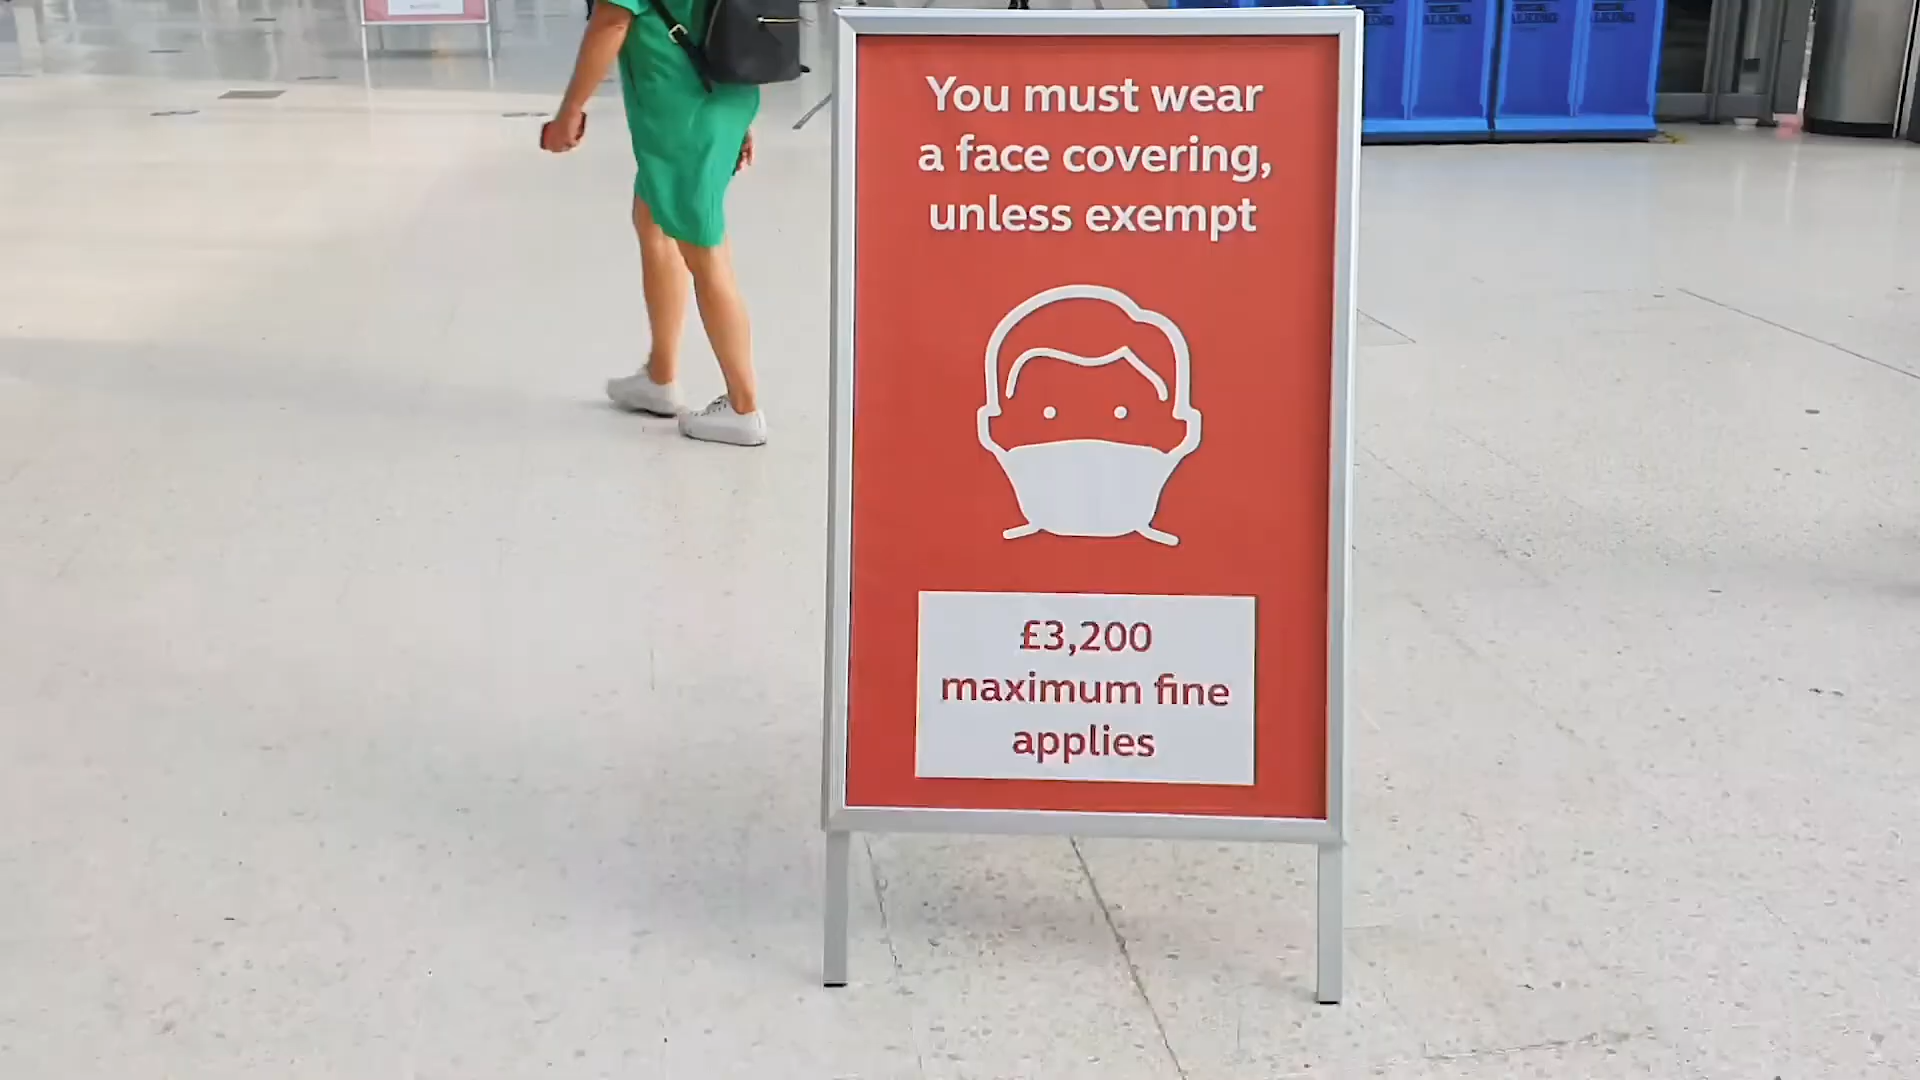 You must wear
a face covering,
unless exempt
£3,200
maximum fine
applies